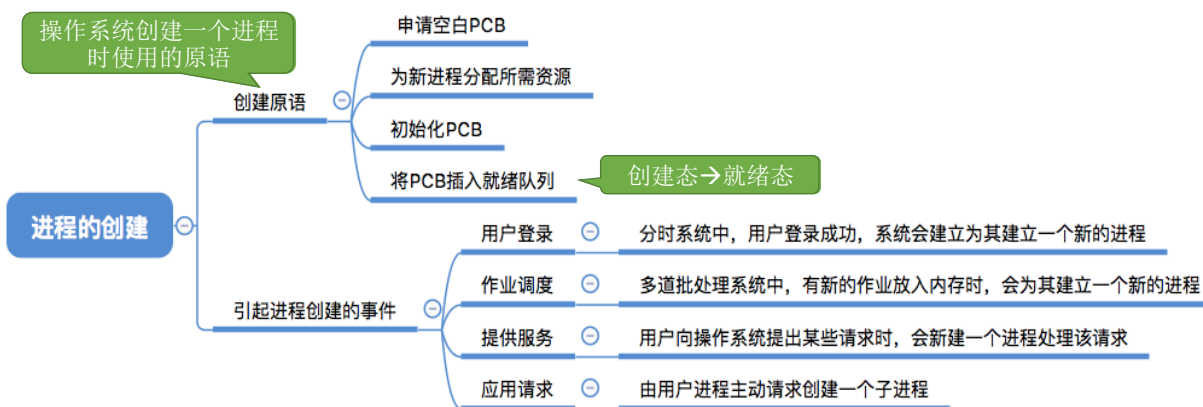 操作系统创建一个进程
时使用的原语
申请空白PCB
为新进程分配所需资源
创建原语
初始化PCB
将PCB插入就绪队列
创建态→就绪态
进程的创建
用户登录
分时系统中，用户登录成功，系统会建立为其建立一个新的进程
作业调度
多道批处理系统中，有新的作业放入内存时，会为其建立一个新的进程
引起进程创建的事件
提供服务
用户向操作系统提出某些请求时，会新建一个进程处理该请求
应用请求
由用户进程主动请求创建一个子进程